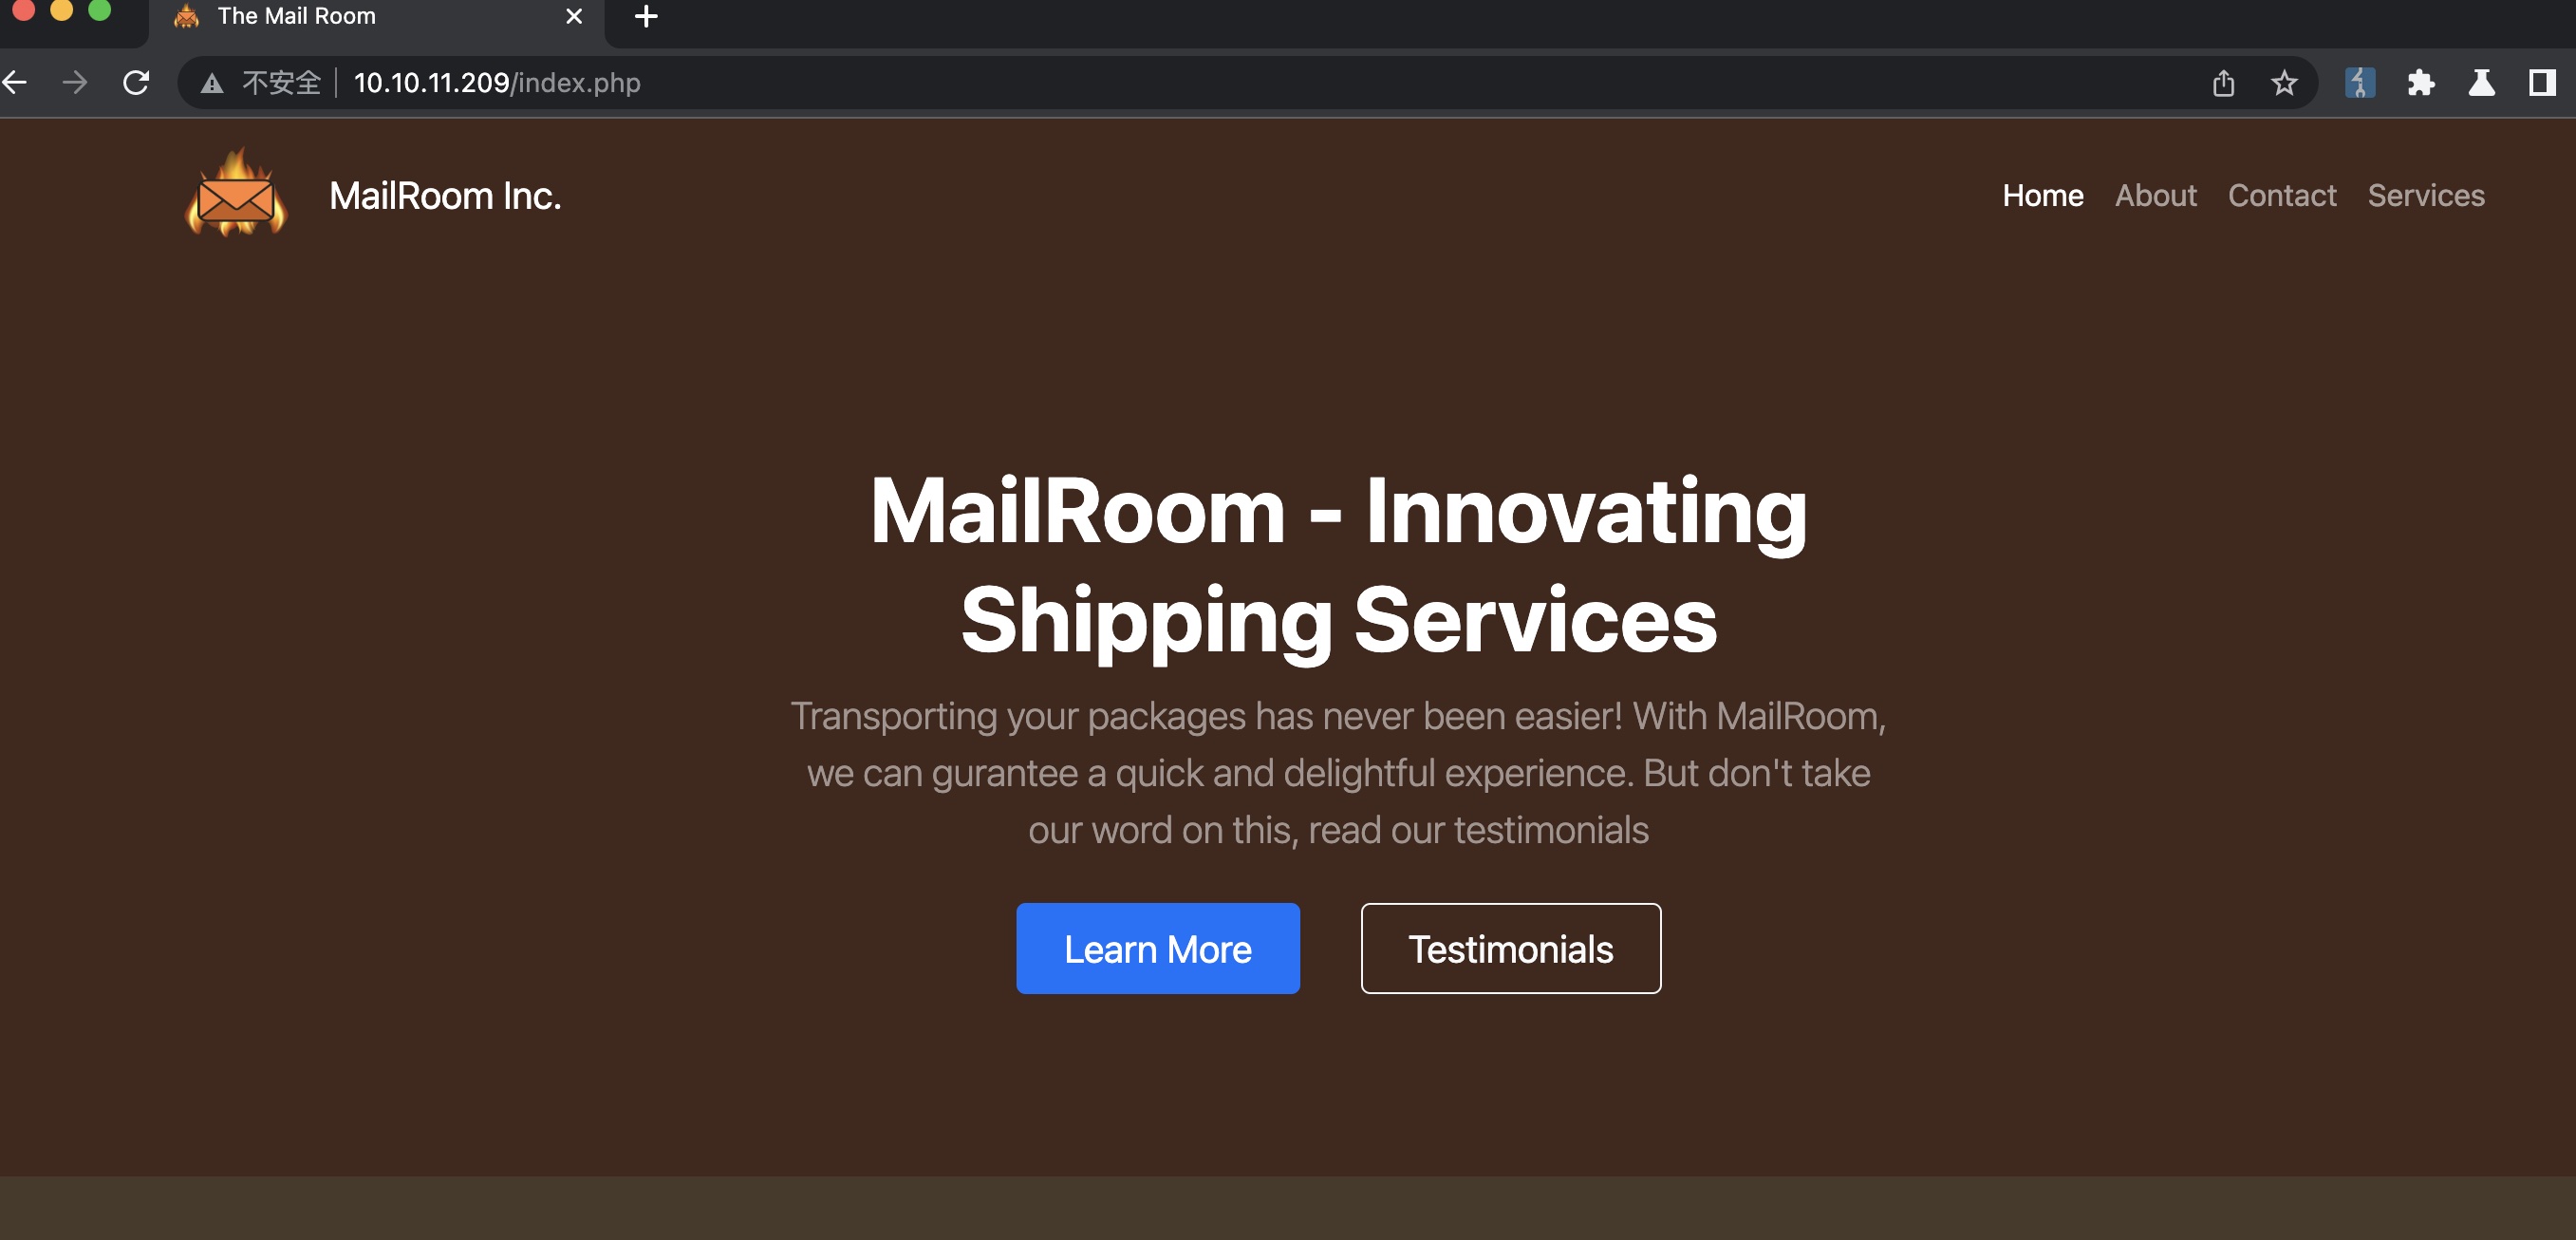 The Mail Room
不安全 10.10.11.209/index.php
MailRoom Inc.
Home About Contact Services
MailRoom - Innovating
Shipping Services
Transporting your packages has never been easier! With MailRoom,
we can gurantee a quick and delightful experience. But don't take
our word on this, read our testimonials
Learn More Testimonials